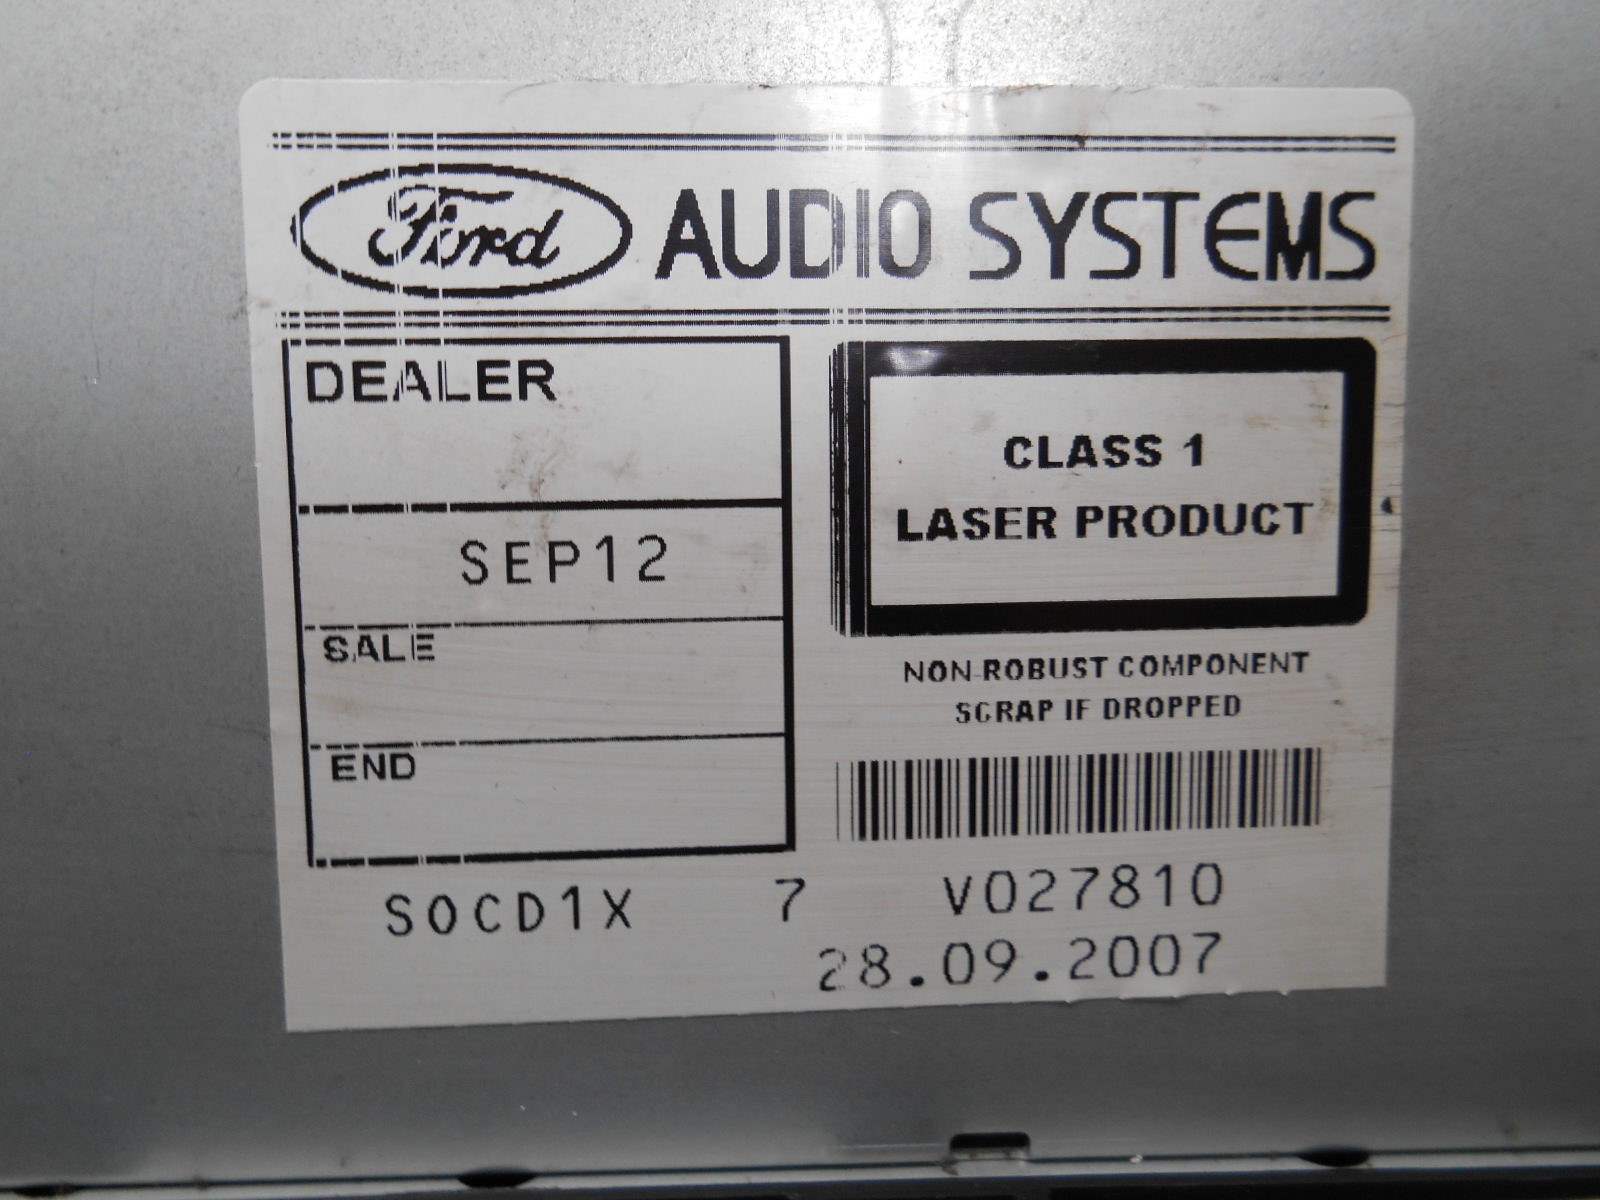 Ford AUDIO SYSTEMS
DEALER
SEP12
SALE
END
CLASS 1
LASER PRODUCT
NON-ROBUST COMPONENT
SCRAP IF DROPPED
SOCD1X 7 V027810
28.09.2007